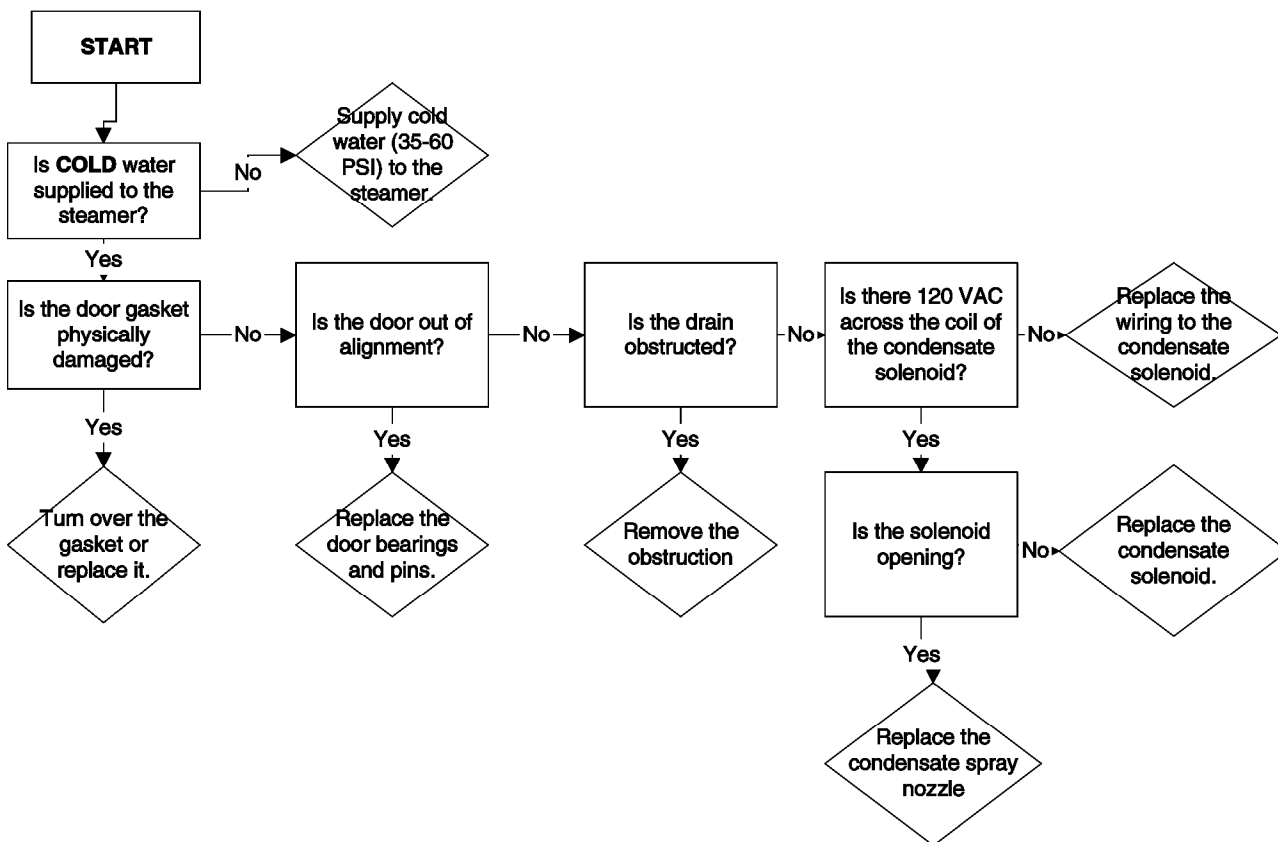 START
Is COLD water
supplied to the
steamer?
No
Supply cold
water (35-60
PSI) to the
steamer.
Yes
Is the door gasket
physically
damaged?
No
Is the door out of
alignment?
No
Is the drain
obstructed?
No
Is there 120 VAC
across the coil of
the condensate
solenoid?
No
Replace the
wiring to the
condensate
solenoid.
Yes
Turn over the
gasket or
replace it.
Yes
Replace the
door bearings
and pins.
Yes
Remove the
obstruction
Yes
Is the solenoid
opening?
No
Replace the
condensate
solenoid.
Yes
Replace the
condensate spray
nozzle